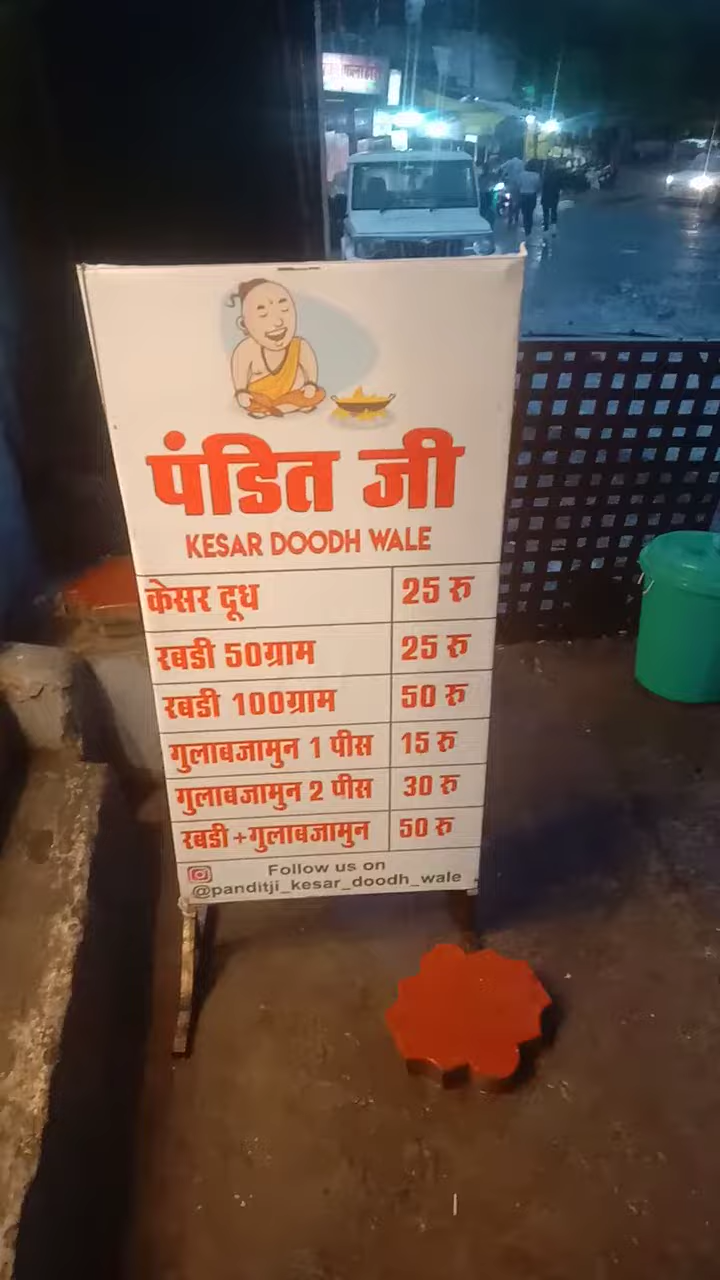 पंडित जी
KESAR DOODH WALE
केसर दूध 25 रु
रबडी 50ग्राम 25 रु
रबडी 100ग्राम 50 रु
गुलाबजामुन 1 पीस 15 रु
गुलाबजामुन 2 पीस 30 रु
रबडी+गुलाबजामुन 50 रु
Follow us on
@panditji_kesar_doodh_wale